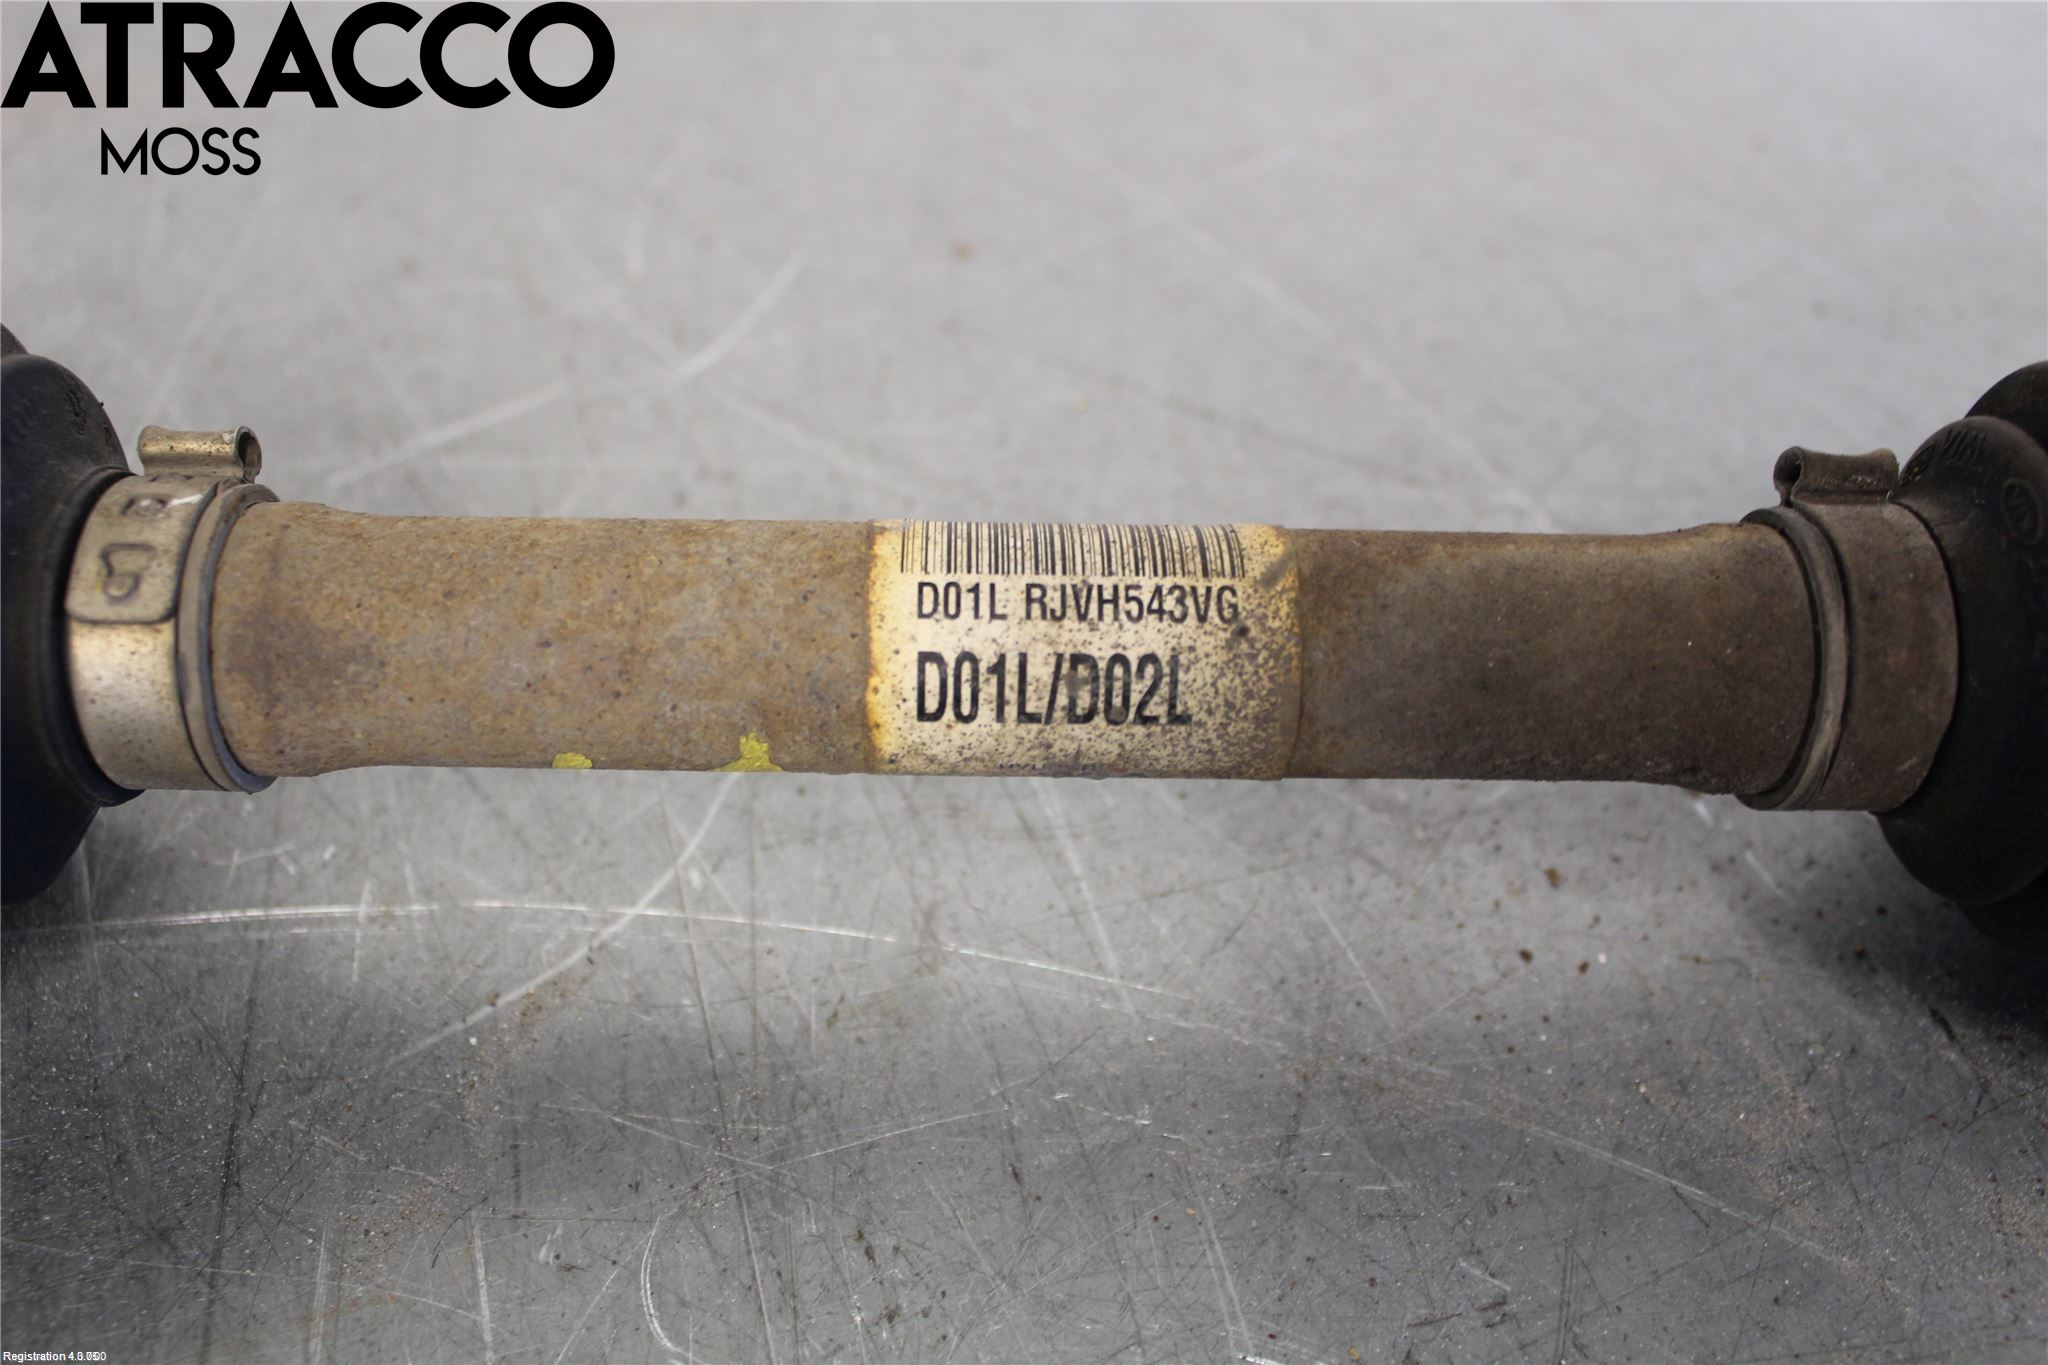 ATRACCO
MOSS
D01L RJVH543VG
D01L/D02L